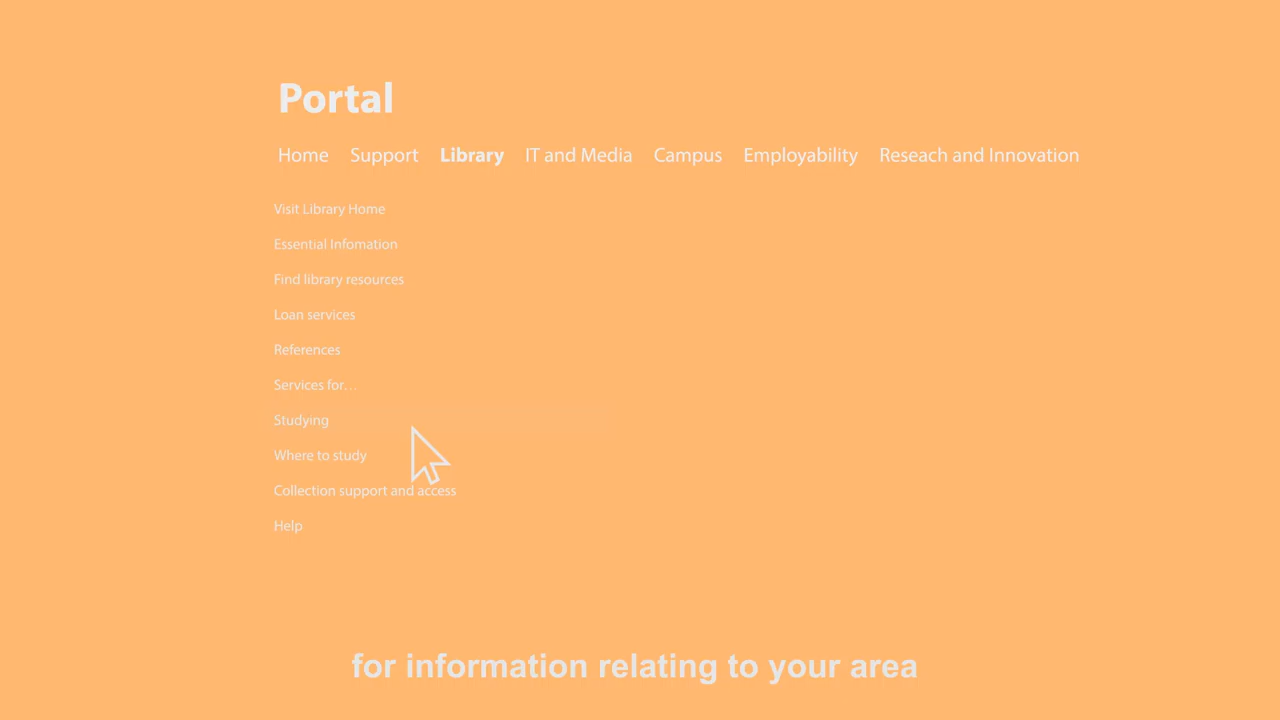 Portal
Home Support Library IT and Media Campus Employability Reseach and Innovation
Visit Library Home
Essential Infomation
Find library resources
Loan services
References
Services for...
Studying
Where to study
Collection support and access
Help
for information relating to your area